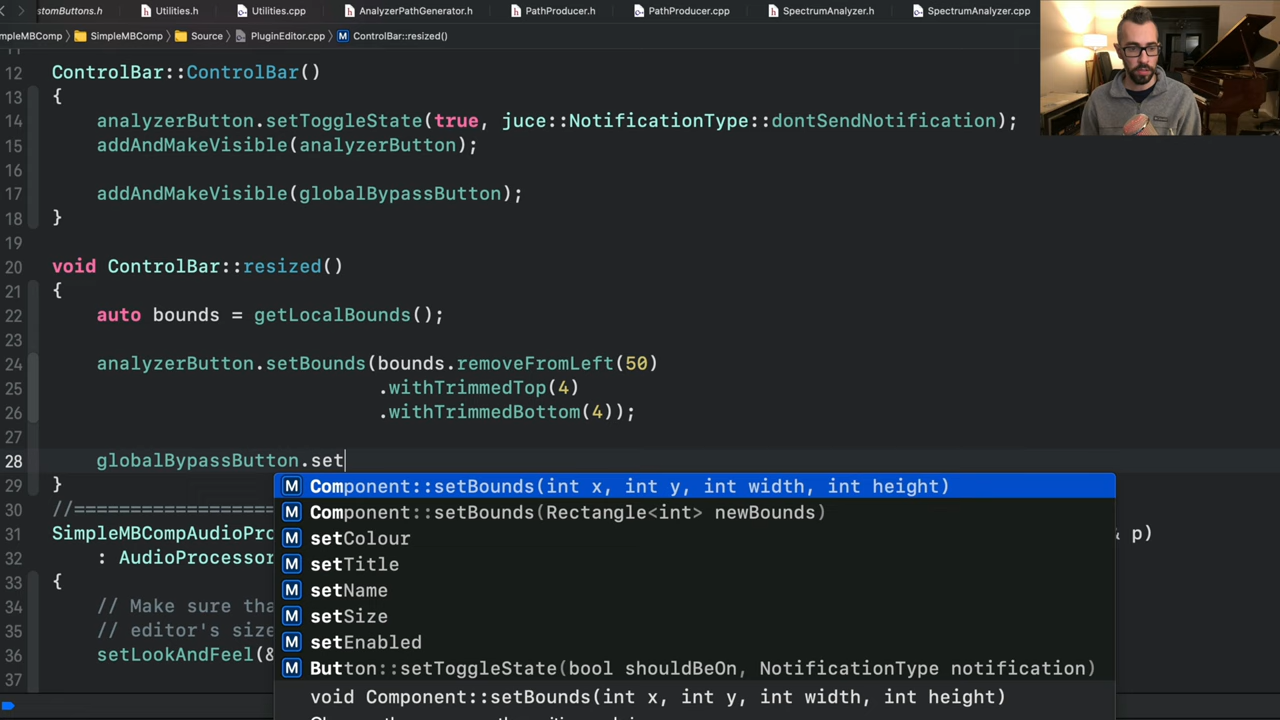 stomButtons.h Utilities.h Utilities.cpp AnalyzerPathGenerator.h PathProducer.h PathProducer.cpp SpectrumAnalyzer.h SpectrumAnalyzer.cpp
mpleMBComp SimpleMBComp Source PluginEditor.cpp M ControlBar::resized()
12 ControlBar::ControlBar()
13 {
14 analyzerButton.setToggleState(true, juce::NotificationType::dontSendNotification);
15 addAndMakeVisible(analyzerButton);
16
17 addAndMakeVisible(globalBypassButton);
18 }
19
20 void ControlBar::resized()
21 {
22 auto bounds = getLocalBounds();
23
24 analyzerButton.setBounds(bounds.removeFromLeft(50)
25 .withTrimmedTop(4)
26 .withTrimmedBottom(4));
27
28 globalBypassButton.set
M Component::setBounds(int x, int y, int width, int height)
29 }
30 //====================
M Component::setBounds(Rectangle<int> newBounds)
31 SimpleMBCompAudioPro & p)
M setColour
32 : AudioProcessor
M setTitle
33 {
M setName
34 // Make sure tha
M setSize
35 // editor's size
M setEnabled
36 setLookAndFeel(&
M Button::setToggleState(bool shouldBeOn, NotificationType notification)
37
void Component::setBounds(int x, int y, int width, int height)